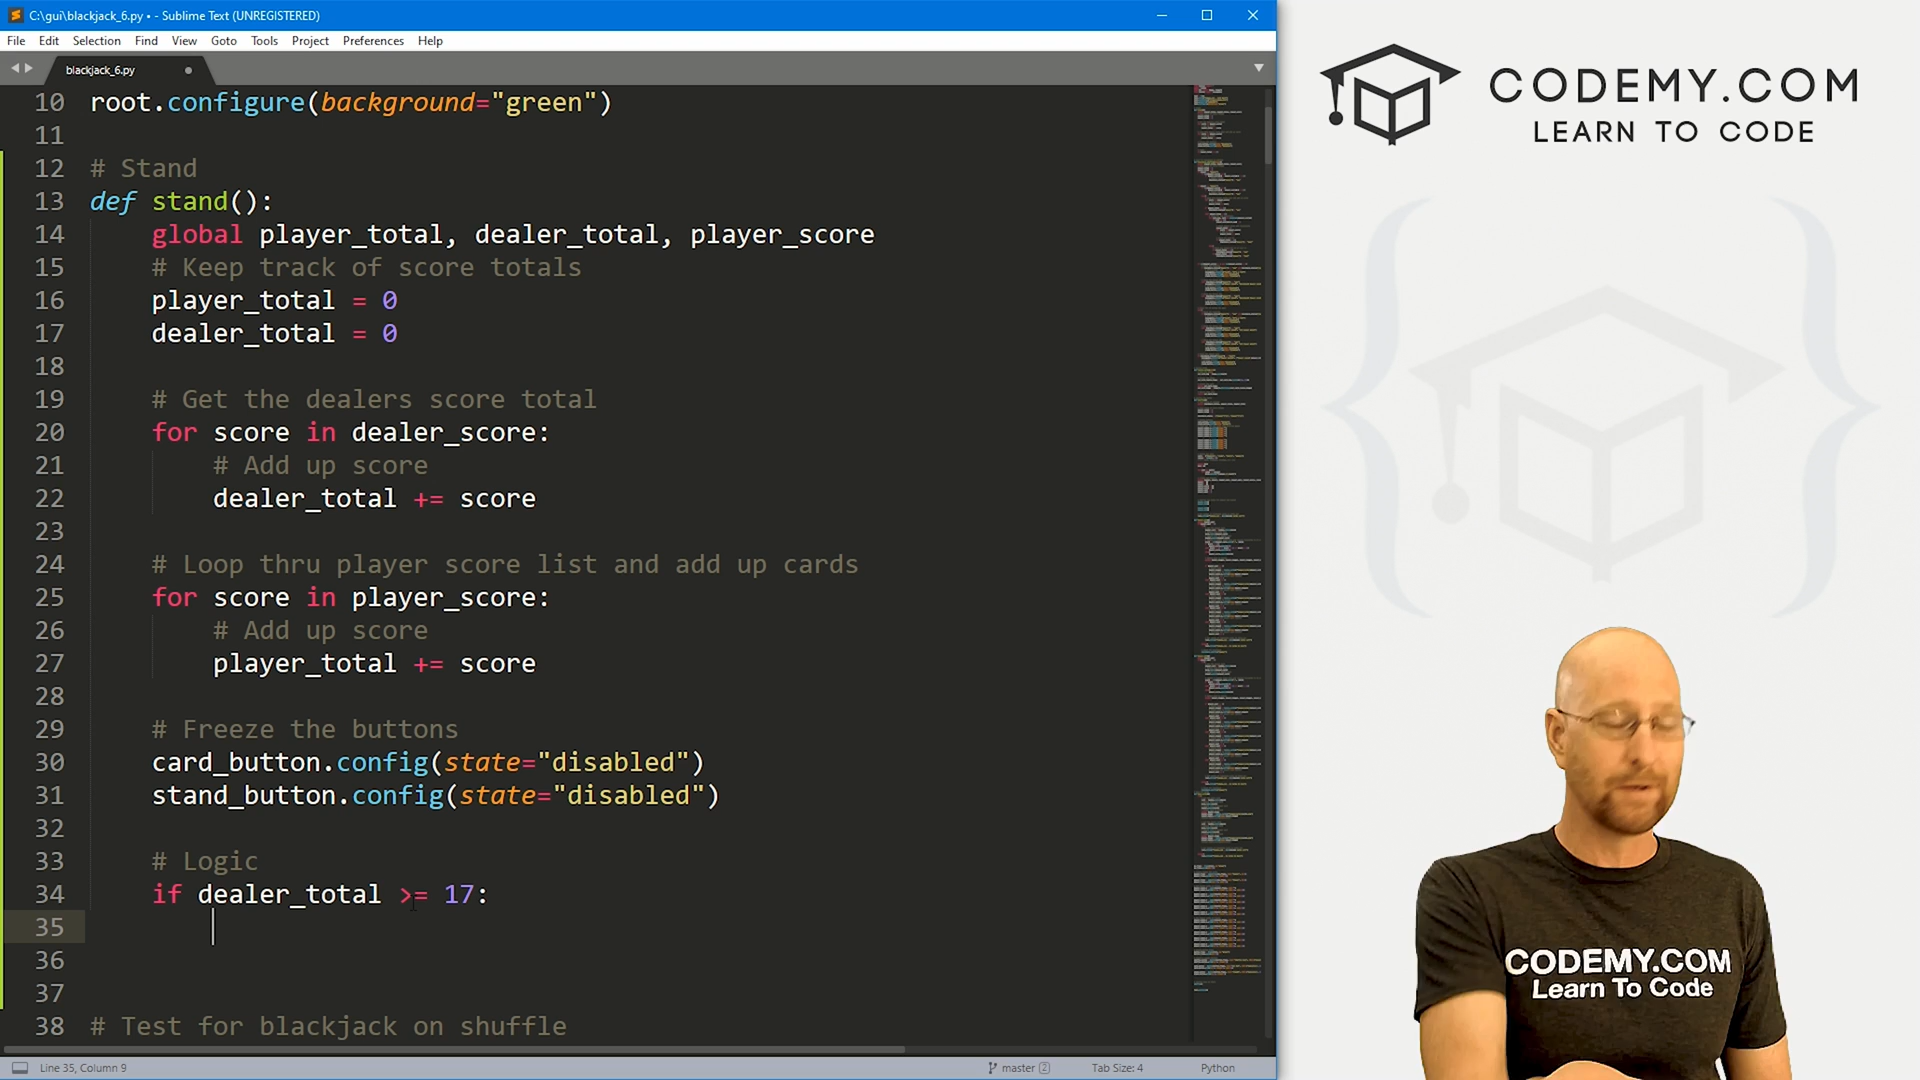 C:\gui\blackjack_6.py • - Sublime Text (UNREGISTERED)
File Edit Selection Find View Goto Tools Project Preferences Help
blackjack_6.py
10 root.configure(background="green")
11
12 # Stand
13 def stand():
14     global player_total, dealer_total, player_score
15     # Keep track of score totals
16     player_total = 0
17     dealer_total = 0
18
19     # Get the dealers score total
20     for score in dealer_score:
21         # Add up score
22         dealer_total += score
23
24     # Loop thru player score list and add up cards
25     for score in player_score:
26         # Add up score
27         player_total += score
28
29     # Freeze the buttons
30     card_button.config(state="disabled")
31     stand_button.config(state="disabled")
32
33     # Logic
34     if dealer_total >= 17:
35
36
37
38 # Test for blackjack on shuffle
Line 35, Column 9
master 2
Tab Size: 4
Python
CODEMY.COM
LEARN TO CODE
CODEMY.COM
Learn To Code